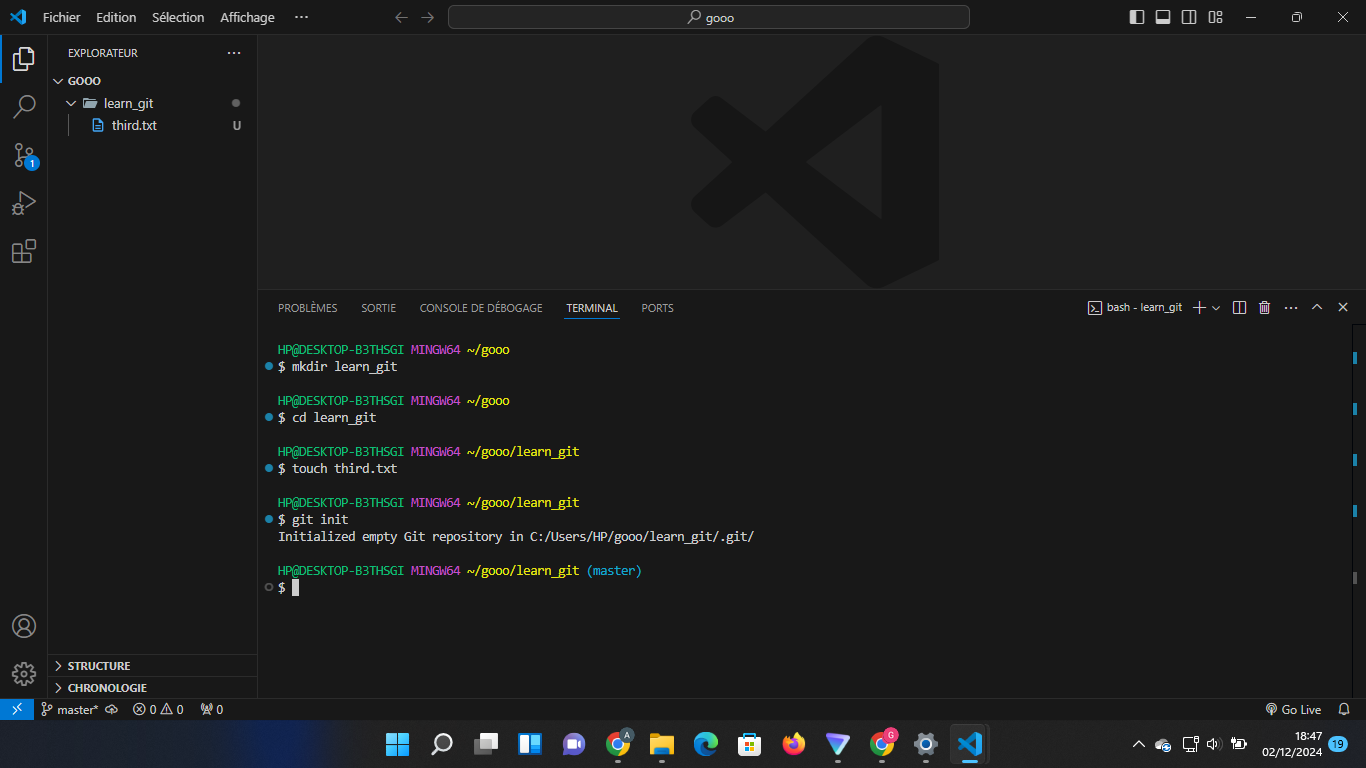 Fichier Edition Sélection Affichage ··· gooo
EXPLORATEUR ···
GOOO
learn_git
third.txt U
1
PROBLÈMES SORTIE CONSOLE DE DÉBOGAGE TERMINAL PORTS bash - learn_git
HP@DESKTOP-B3THSGI MINGW64 ~/gooo
$ mkdir learn_git
HP@DESKTOP-B3THSGI MINGW64 ~/gooo
$ cd learn_git
HP@DESKTOP-B3THSGI MINGW64 ~/gooo/learn_git
$ touch third.txt
HP@DESKTOP-B3THSGI MINGW64 ~/gooo/learn_git
$ git init
Initialized empty Git repository in C:/Users/HP/gooo/learn_git/.git/
HP@DESKTOP-B3THSGI MINGW64 ~/gooo/learn_git (master)
$
STRUCTURE
CHRONOLOGIE
master* 0 0 0 Go Live
A G 18:47
02/12/2024 19